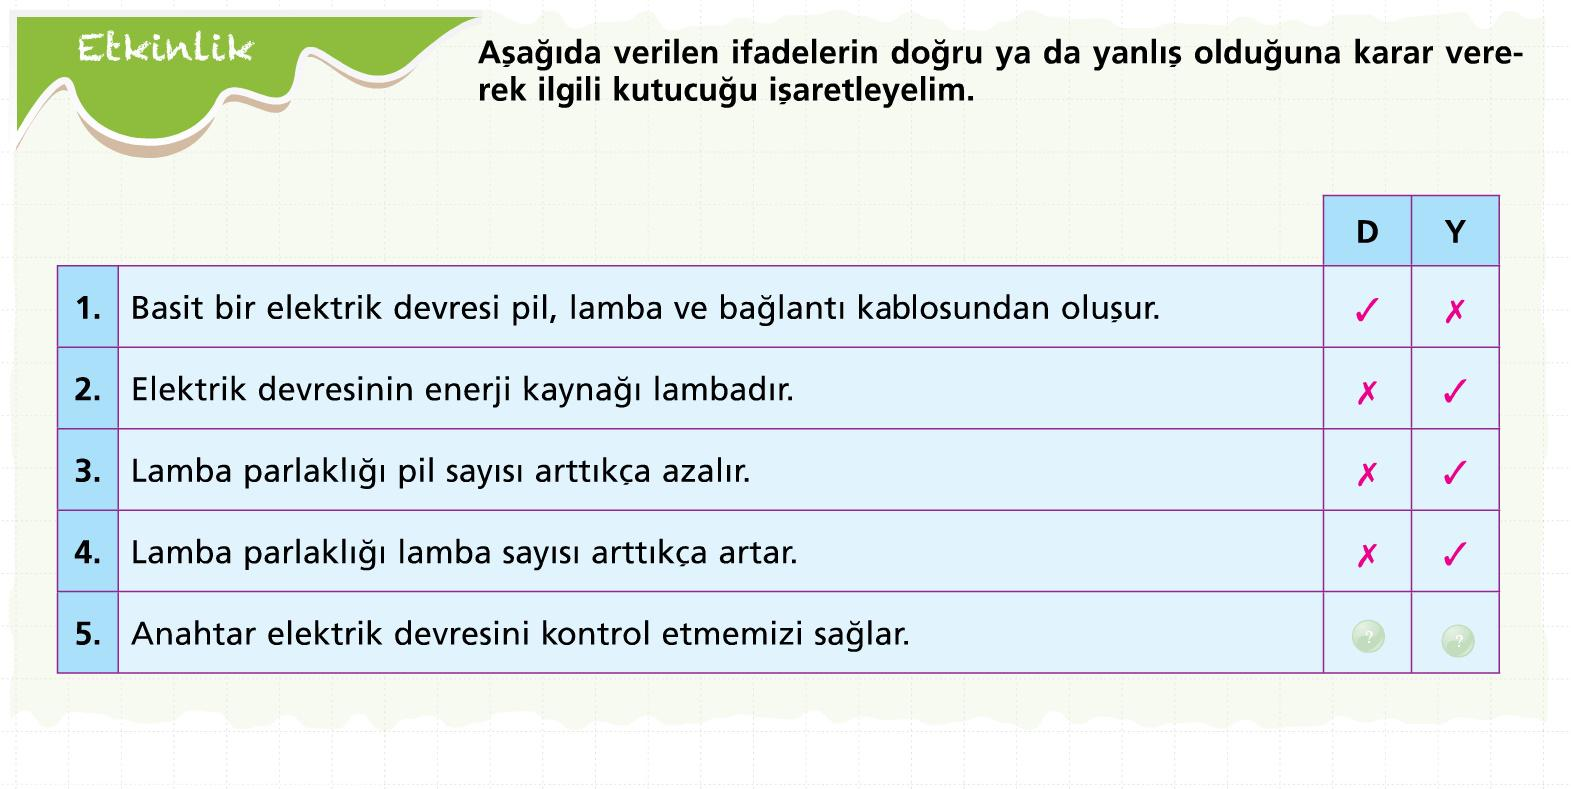 Etkinlik
Aşağıda verilen ifadelerin doğru ya da yanlış olduğuna karar vere-
rek ilgili kutucuğu işaretleyelim.
D Y
1. Basit bir elektrik devresi pil, lamba ve bağlantı kablosundan oluşur. ✓ ✗
2. Elektrik devresinin enerji kaynağı lambadır. ✗ ✓
3. Lamba parlaklığı pil sayısı arttıkça azalır. ✗ ✓
4. Lamba parlaklığı lamba sayısı arttıkça artar. ✗ ✓
5. Anahtar elektrik devresini kontrol etmemizi sağlar. ? ?